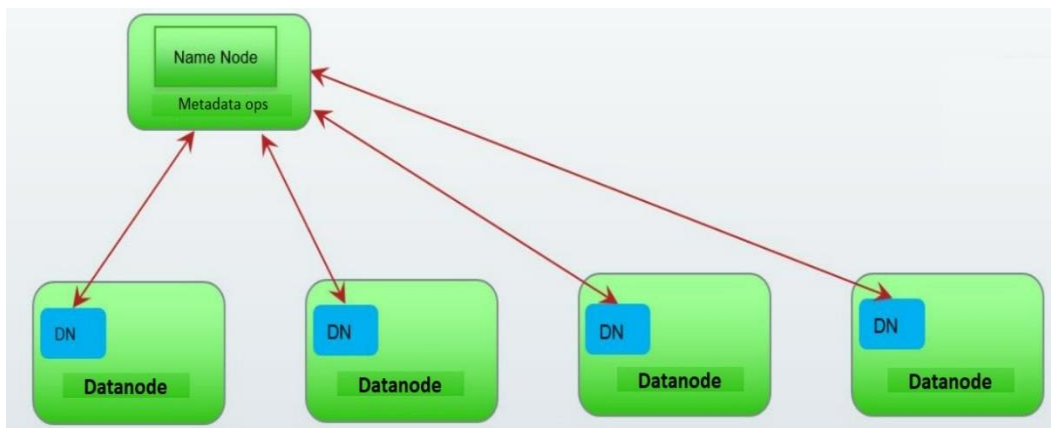 Name Node
Metadata ops
DN
Datanode
DN
Datanode
DN
Datanode
DN
Datanode